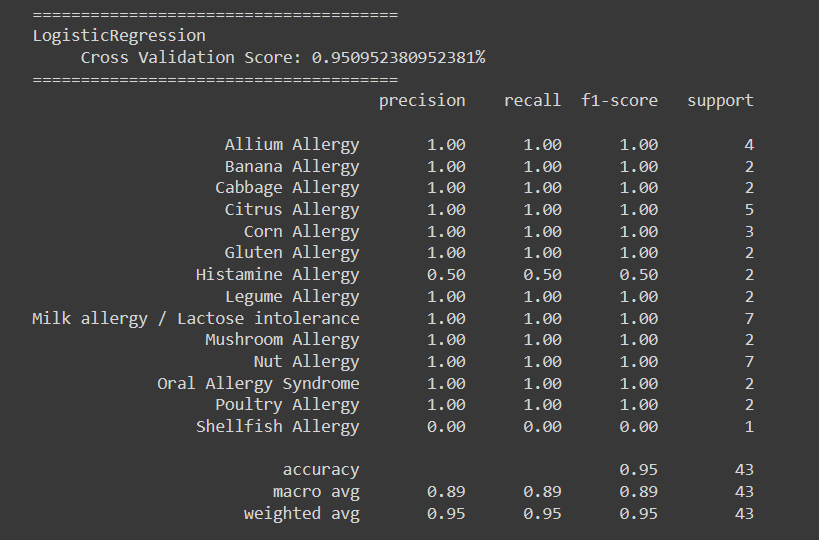 ======================================
LogisticRegression
Cross Validation Score: 0.950952380952381%
======================================
precision recall f1-score support
Allium Allergy 1.00 1.00 1.00 4
Banana Allergy 1.00 1.00 1.00 2
Cabbage Allergy 1.00 1.00 1.00 2
Citrus Allergy 1.00 1.00 1.00 5
Corn Allergy 1.00 1.00 1.00 3
Gluten Allergy 1.00 1.00 1.00 2
Histamine Allergy 0.50 0.50 0.50 2
Legume Allergy 1.00 1.00 1.00 2
Milk allergy / Lactose intolerance 1.00 1.00 1.00 7
Mushroom Allergy 1.00 1.00 1.00 2
Nut Allergy 1.00 1.00 1.00 7
Oral Allergy Syndrome 1.00 1.00 1.00 2
Poultry Allergy 1.00 1.00 1.00 2
Shellfish Allergy 0.00 0.00 0.00 1
accuracy 0.95 43
macro avg 0.89 0.89 0.89 43
weighted avg 0.95 0.95 0.95 43